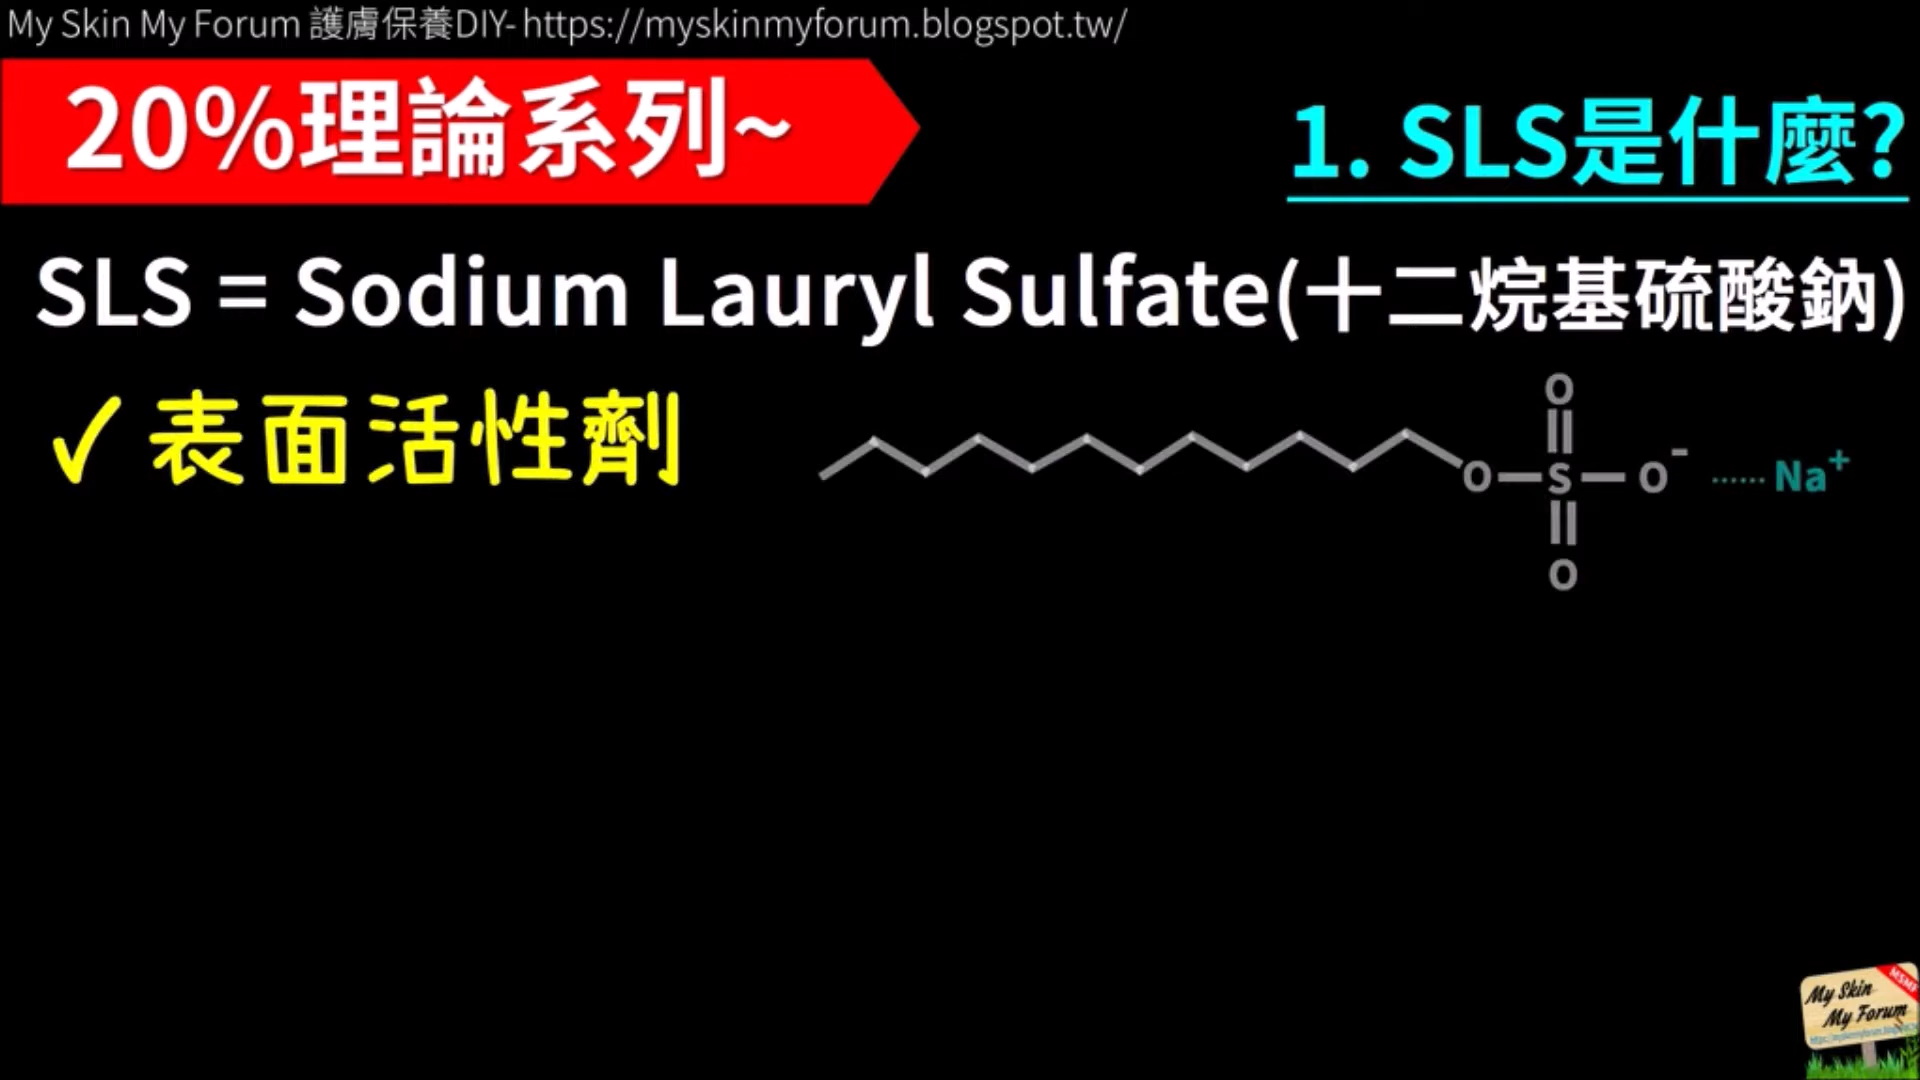 My Skin My Forum 護膚保養DIY- https://myskinmyforum.blogspot.tw/
20%理論系列~
1. SLS是什麼?
SLS = Sodium Lauryl Sulfate(十二烷基硫酸鈉)
✓ 表面活性劑
O
O S O⁻ ...... Na⁺
O
MSMF
My Skin
My Forum